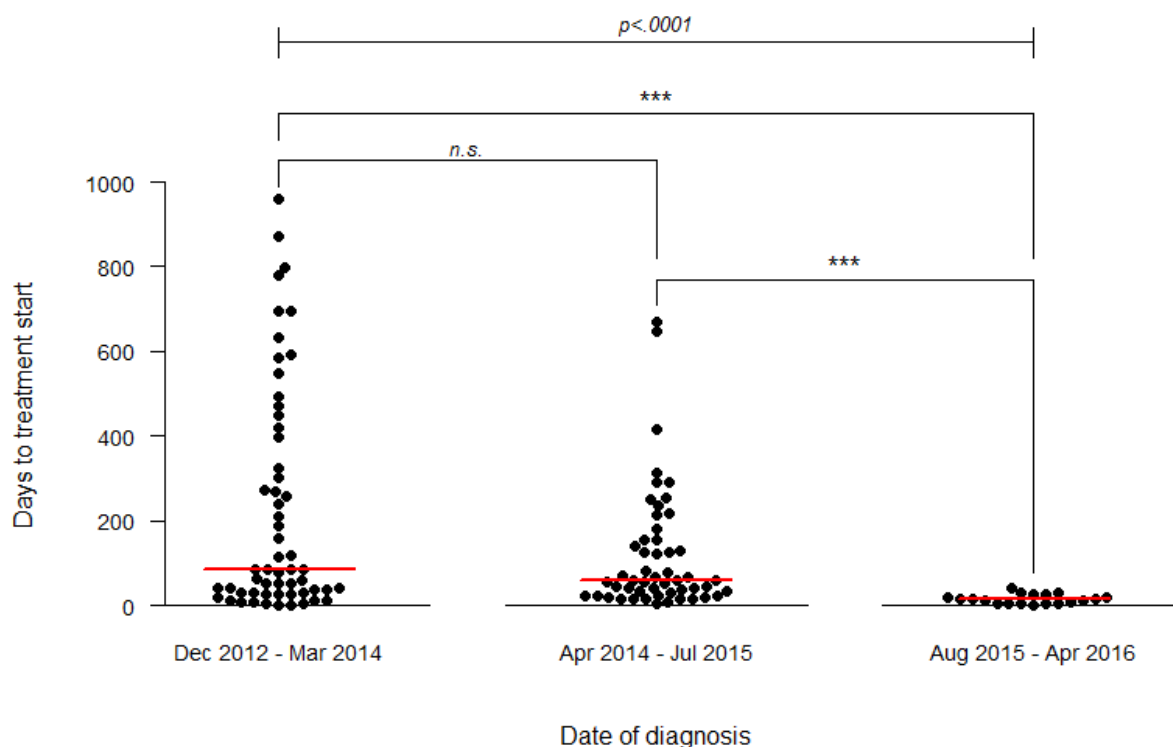 p<.0001
***
n.s.
***
1000
800
600
400
200
0
Days to treatment start
Dec 2012 - Mar 2014
Apr 2014 - Jul 2015
Aug 2015 - Apr 2016
Date of diagnosis